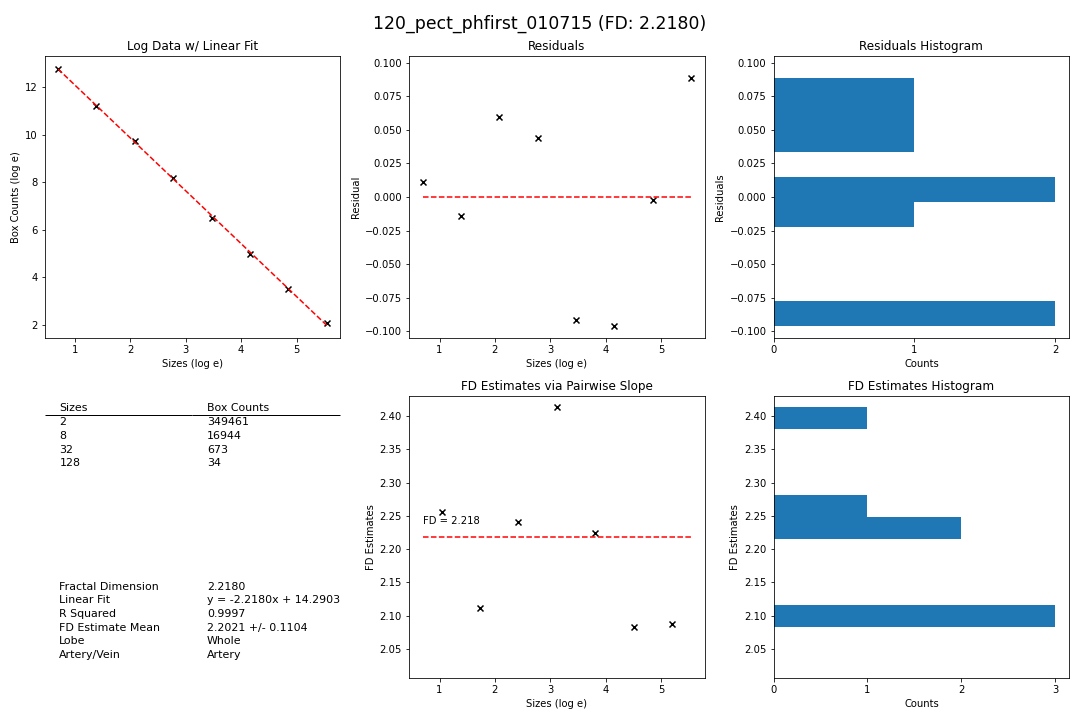 120_pect_phfirst_010715 (FD: 2.2180)
Log Data w/ Linear Fit
Box Counts (log e)
12
10
8
6
4
2
1 2 3 4 5
Sizes (log e)
Residuals
Residual
0.100
0.075
0.050
0.025
0.000
−0.025
−0.050
−0.075
−0.100
1 2 3 4 5
Sizes (log e)
Residuals Histogram
Residuals
0.100
0.075
0.050
0.025
0.000
−0.025
−0.050
−0.075
−0.100
0 1 2
Counts
Sizes Box Counts
2 349461
8 16944
32 673
128 34
Fractal Dimension 2.2180
Linear Fit y = -2.2180x + 14.2903
R Squared 0.9997
FD Estimate Mean 2.2021 +/- 0.1104
Lobe Whole
Artery/Vein Artery
FD Estimates via Pairwise Slope
FD Estimates
2.40
2.35
2.30
2.25
2.20
2.15
2.10
2.05
FD = 2.218
1 2 3 4 5
Sizes (log e)
FD Estimates Histogram
FD Estimates
2.40
2.35
2.30
2.25
2.20
2.15
2.10
2.05
0 1 2 3
Counts